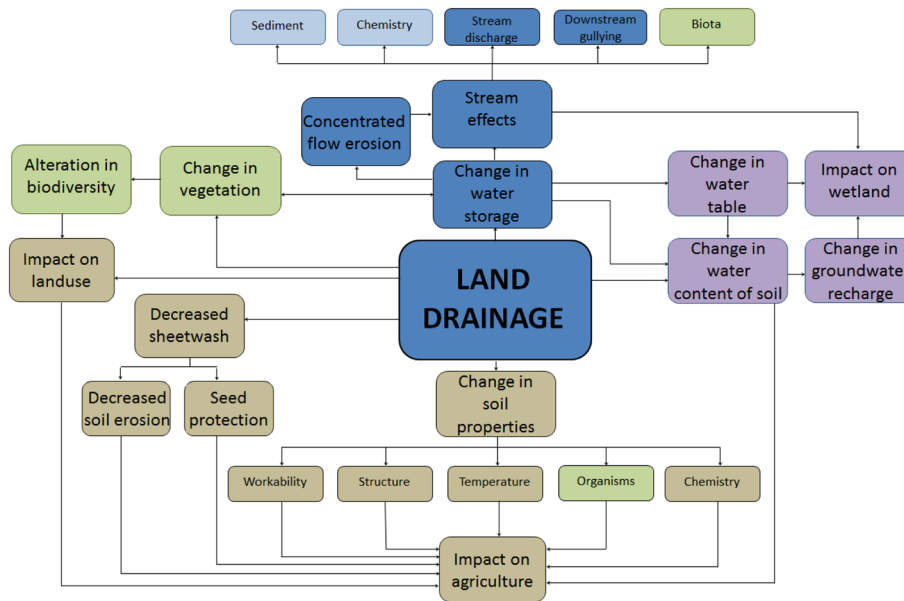 Sediment
Chemistry
Stream
discharge
Downstream
gullying
Biota
Concentrated
flow erosion
Stream
effects
Alteration in
biodiversity
Change in
vegetation
Change in
water
storage
Change in
water
table
Impact on
wetland
Impact on
landuse
LAND
DRAINAGE
Change in
water
content of soil
Change in
groundwater
recharge
Decreased
sheetwash
Decreased
soil erosion
Seed
protection
Change in
soil
properties
Workability
Structure
Temperature
Organisms
Chemistry
Impact on
agriculture